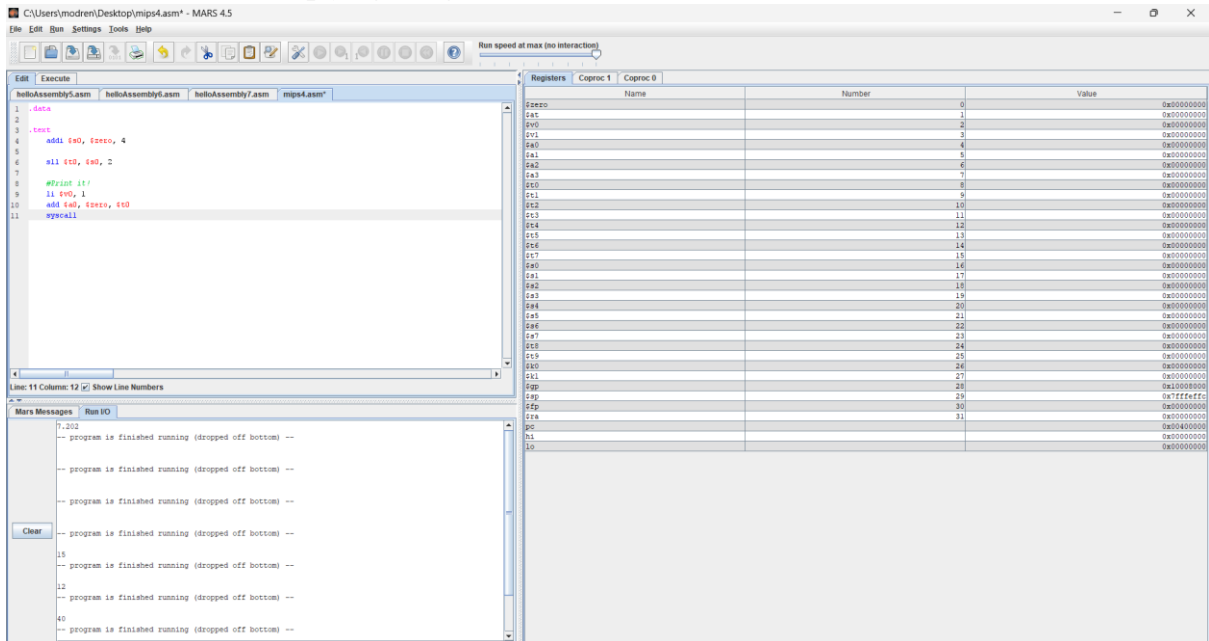 C:\Users\modren\Desktop\mips4.asm* - MARS 4.5
File Edit Run Settings Tools Help
Run speed at max (no interaction)
Edit Execute
helloAssembly5.asm helloAssembly6.asm helloAssembly7.asm mips4.asm*
1 .data
2
3 .text
4 addi $s0, $zero, 4
5
6 sll $t0, $s0, 2
7
8 #Print it!
9 li $v0, 1
10 add $a0, $zero, $t0
11 syscall
Line: 11 Column: 12 Show Line Numbers
Mars Messages Run I/O
7.202
-- program is finished running (dropped off bottom) --
-- program is finished running (dropped off bottom) --
-- program is finished running (dropped off bottom) --
-- program is finished running (dropped off bottom) --
Clear
15
-- program is finished running (dropped off bottom) --
12
-- program is finished running (dropped off bottom) --
40
-- program is finished running (dropped off bottom) --
Registers Coproc 1 Coproc 0
Name Number Value
$zero 0 0x00000000
$at 1 0x00000000
$v0 2 0x00000000
$v1 3 0x00000000
$a0 4 0x00000000
$a1 5 0x00000000
$a2 6 0x00000000
$a3 7 0x00000000
$t0 8 0x00000000
$t1 9 0x00000000
$t2 10 0x00000000
$t3 11 0x00000000
$t4 12 0x00000000
$t5 13 0x00000000
$t6 14 0x00000000
$t7 15 0x00000000
$s0 16 0x00000000
$s1 17 0x00000000
$s2 18 0x00000000
$s3 19 0x00000000
$s4 20 0x00000000
$s5 21 0x00000000
$s6 22 0x00000000
$s7 23 0x00000000
$t8 24 0x00000000
$t9 25 0x00000000
$k0 26 0x00000000
$k1 27 0x00000000
$gp 28 0x10008000
$sp 29 0x7fffeffc
$fp 30 0x00000000
$ra 31 0x00000000
pc 0x00400000
hi 0x00000000
lo 0x00000000